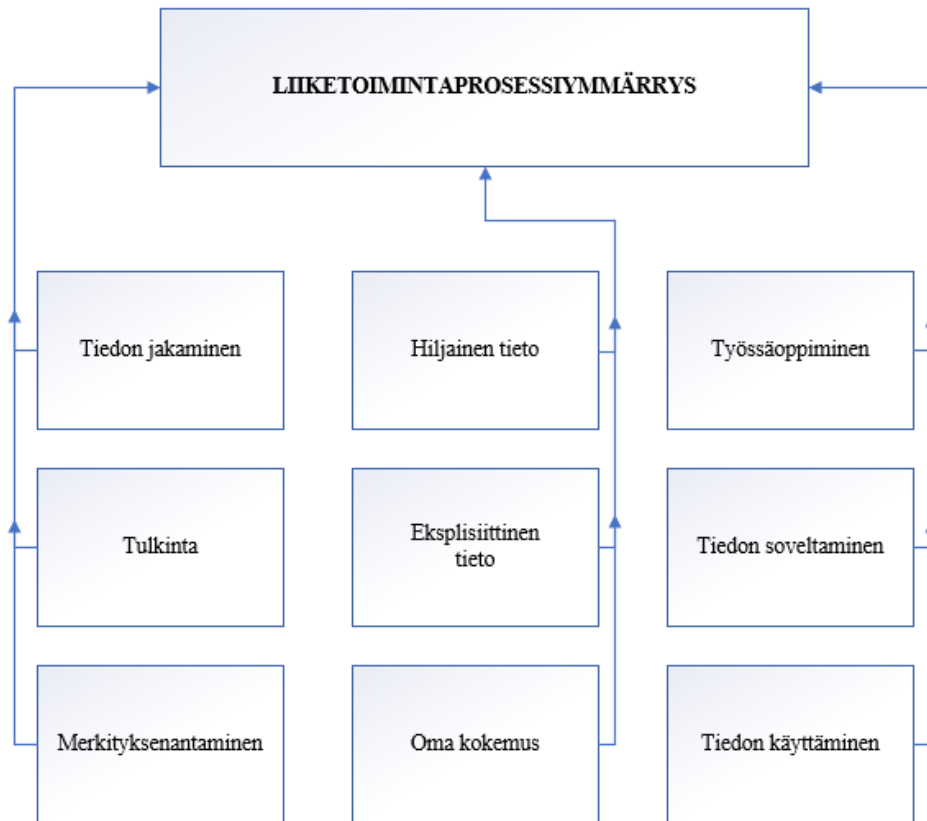 LIIKETOIMINTAPROSESSIYMMÄRRYS
Tiedon jakaminen
Hiljainen tieto
Työssäoppiminen
Tulkinta
Eksplisiittinen
tieto
Tiedon soveltaminen
Merkityksenantaminen
Oma kokemus
Tiedon käyttäminen